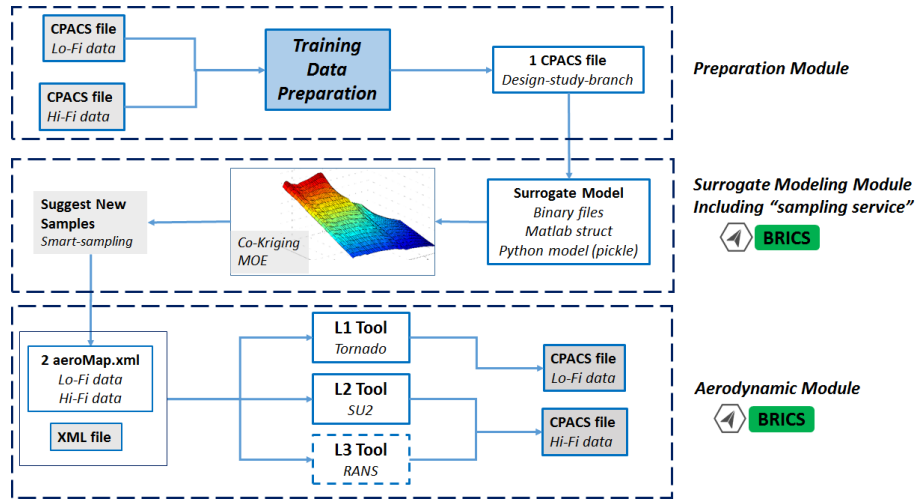 CPACS file
Lo-Fi data
CPACS file
Hi-Fi data
Training
Data
Preparation
1 CPACS file
Design-study-branch
Preparation Module
Suggest New
Samples
Smart-sampling
Co-Kriging
MOE
Surrogate Model
Binary files
Matlab struct
Python model (pickle)
Surrogate Modeling Module
Including “sampling service”
BRICS
2 aeroMap.xml
Lo-Fi data
Hi-Fi data
XML file
L1 Tool
Tornado
L2 Tool
SU2
L3 Tool
RANS
CPACS file
Lo-Fi data
CPACS file
Hi-Fi data
Aerodynamic Module
BRICS